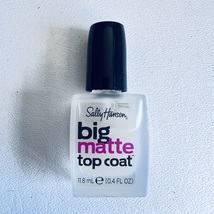 Sally Hansen
big
matte
top coat
11.8 mL ℮ (0.4 FL OZ)